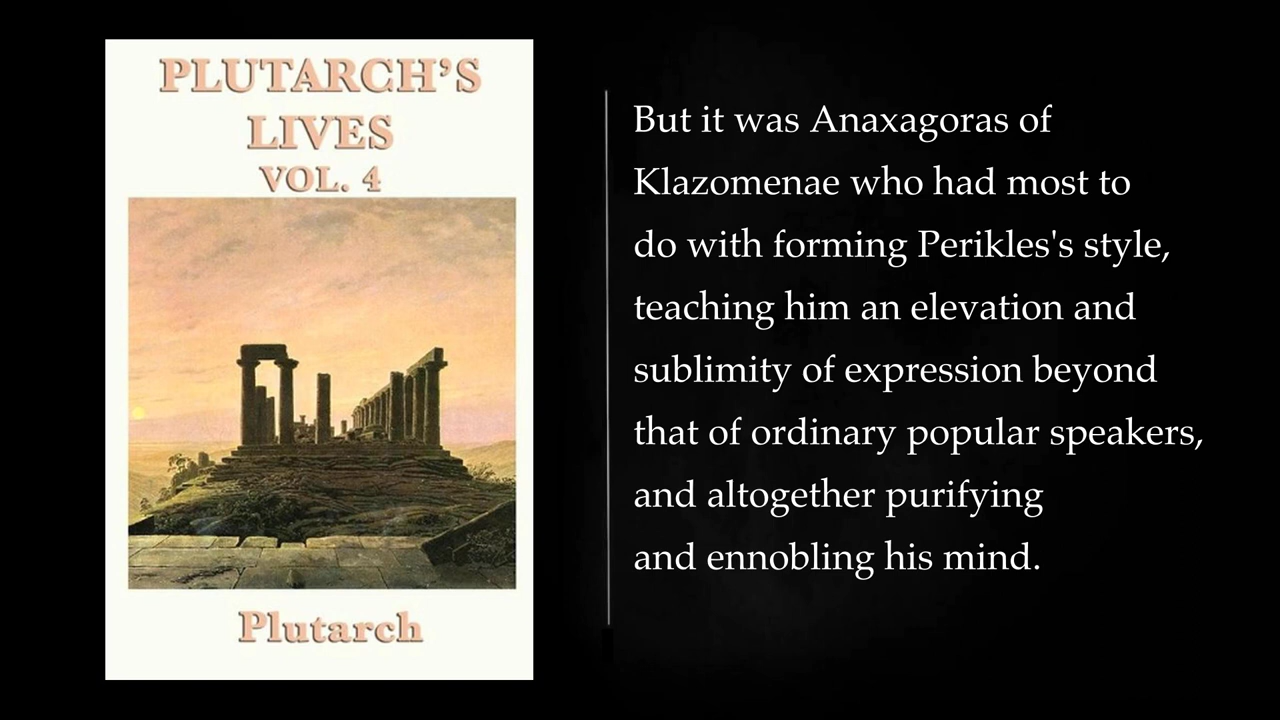 PLUTARCH'S
LIVES
VOL. 4
Plutarch
But it was Anaxagoras of
Klazomenae who had most to
do with forming Perikles's style,
teaching him an elevation and
sublimity of expression beyond
that of ordinary popular speakers,
and altogether purifying
and ennobling his mind.